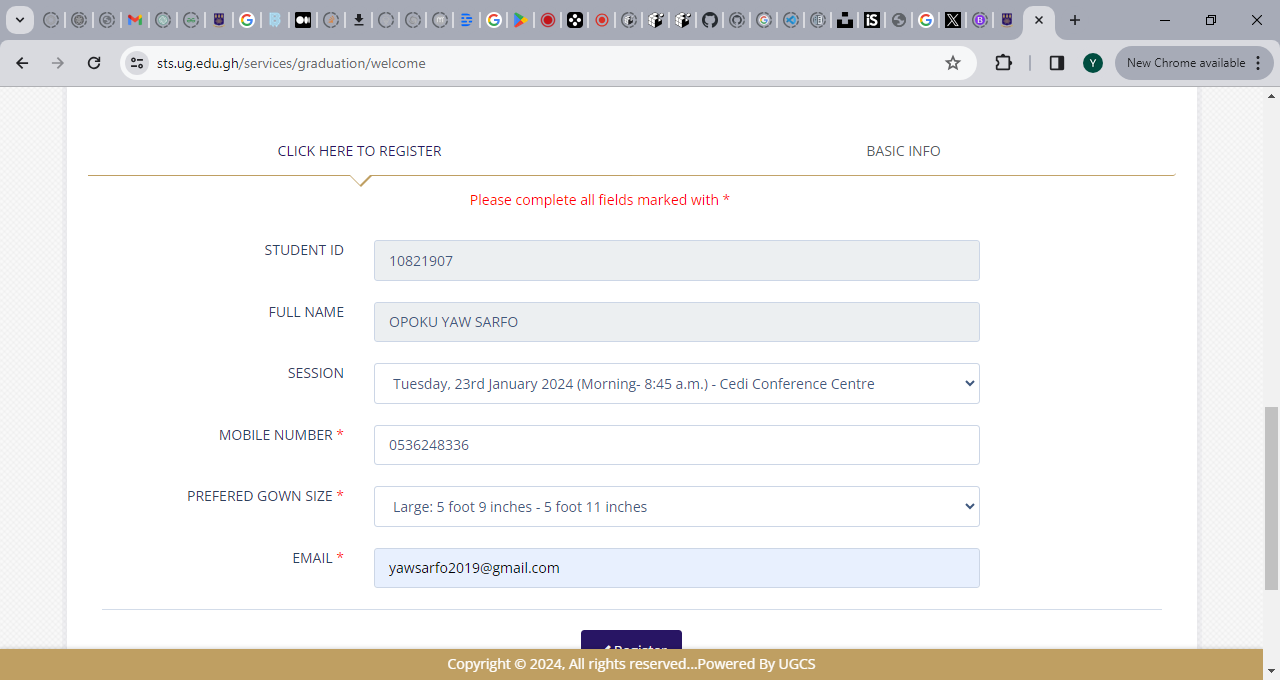 sts.ug.edu.gh/services/graduation/welcome
Y
New Chrome available
CLICK HERE TO REGISTER
BASIC INFO
Please complete all fields marked with *
STUDENT ID
10821907
FULL NAME
OPOKU YAW SARFO
SESSION
Tuesday, 23rd January 2024 (Morning- 8:45 a.m.) - Cedi Conference Centre
MOBILE NUMBER *
0536248336
PREFERED GOWN SIZE *
Large: 5 foot 9 inches - 5 foot 11 inches
EMAIL *
yawsarfo2019@gmail.com
Register
Copyright © 2024, All rights reserved...Powered By UGCS